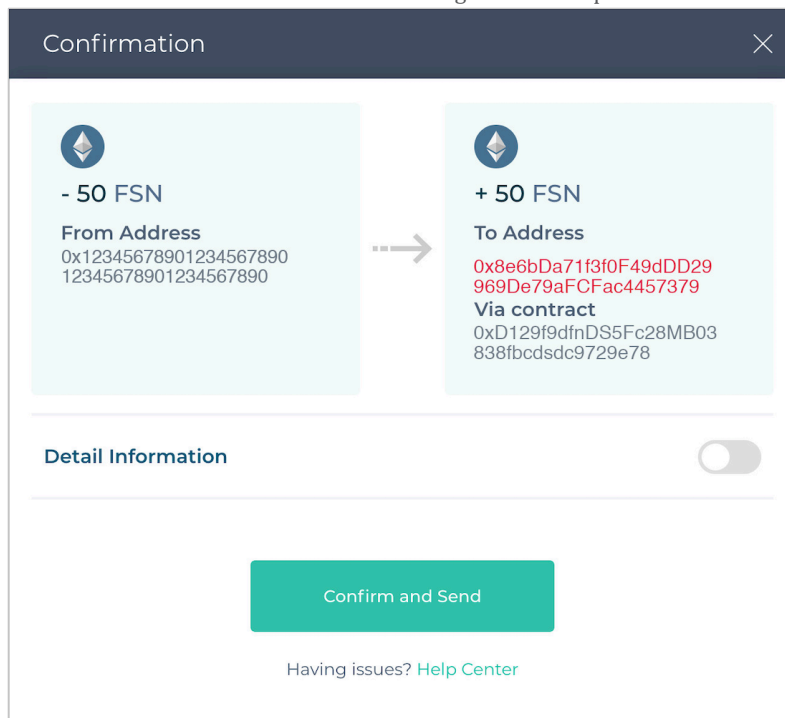 Confirmation
- 50 FSN
From Address
0x12345678901234567890
12345678901234567890
+ 50 FSN
To Address
0x8e6bDa71f3f0F49dDD29
969De79aFCFac4457379
Via contract
0xD129f9dfnDS5Fc28MB03
838fbcdsdc9729e78
Detail Information
Confirm and Send
Having issues? Help Center